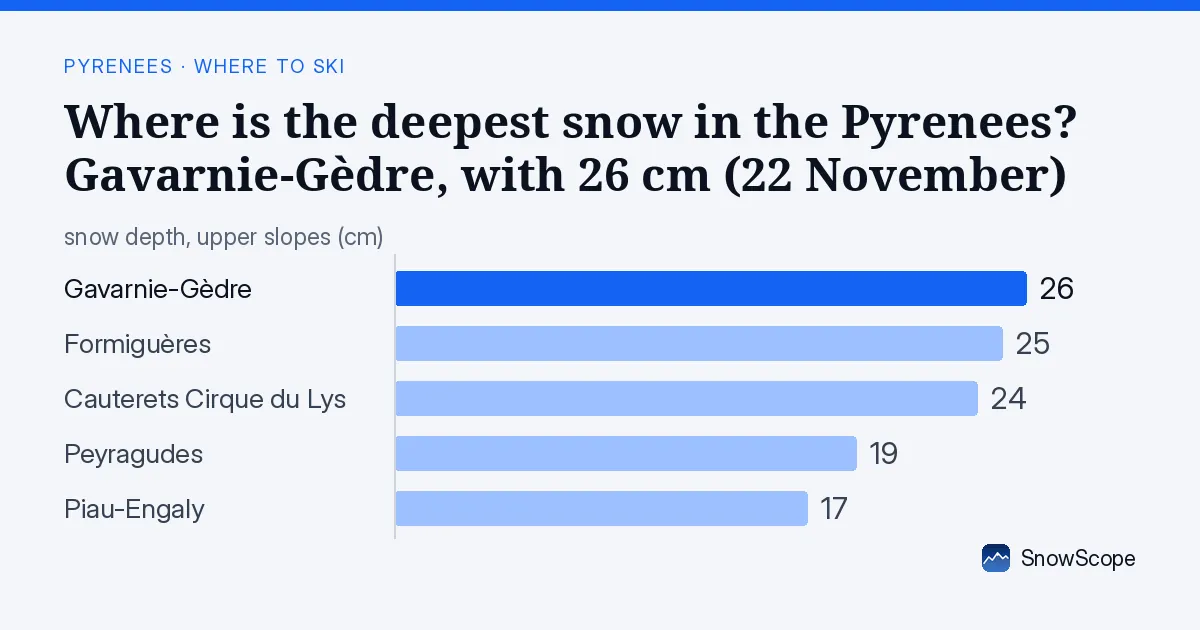 PYRENEES · WHERE TO SKI
Where is the deepest snow in the Pyrenees?
Gavarnie-Gèdre, with 26 cm (22 November)
snow depth, upper slopes (cm)
Gavarnie-Gèdre 26
Formiguères 25
Cauterets Cirque du Lys 24
Peyragudes 19
Piau-Engaly 17
SnowScope